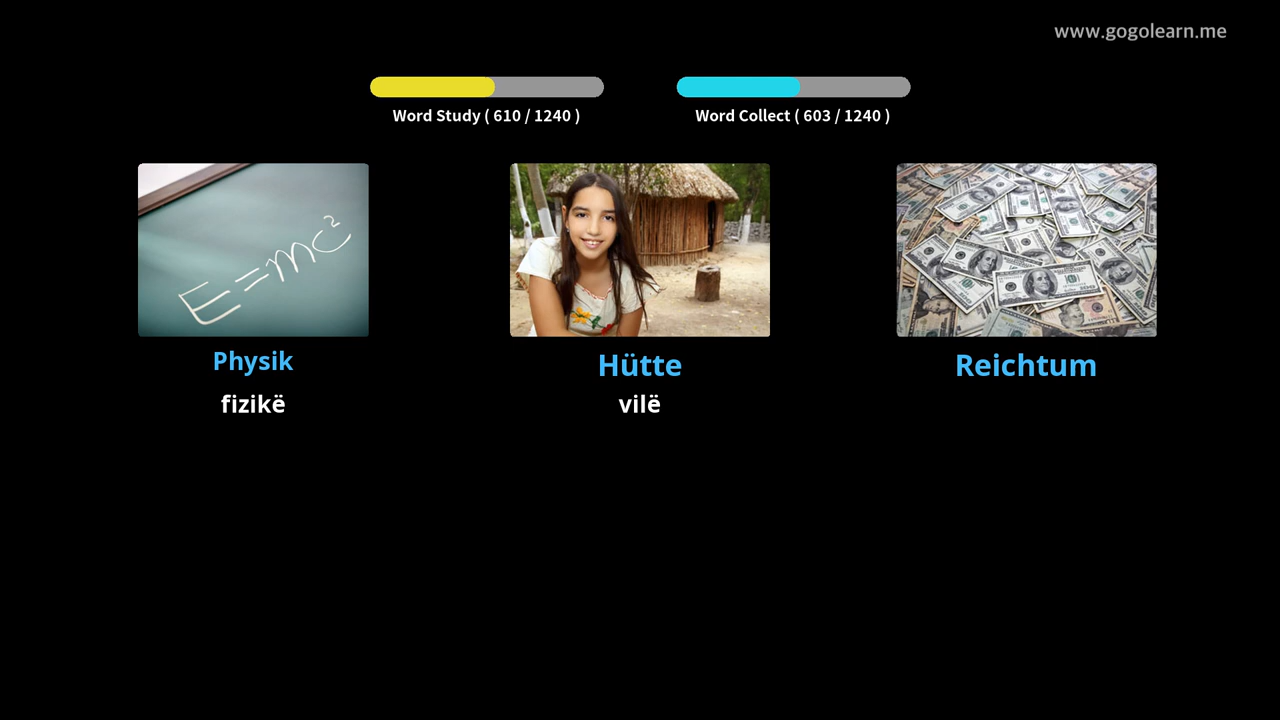 www.gogolearn.me
Word Study ( 610 / 1240 )
Word Collect ( 603 / 1240 )
E=mc²
Physik
Hütte
Reichtum
fizikë
vilë